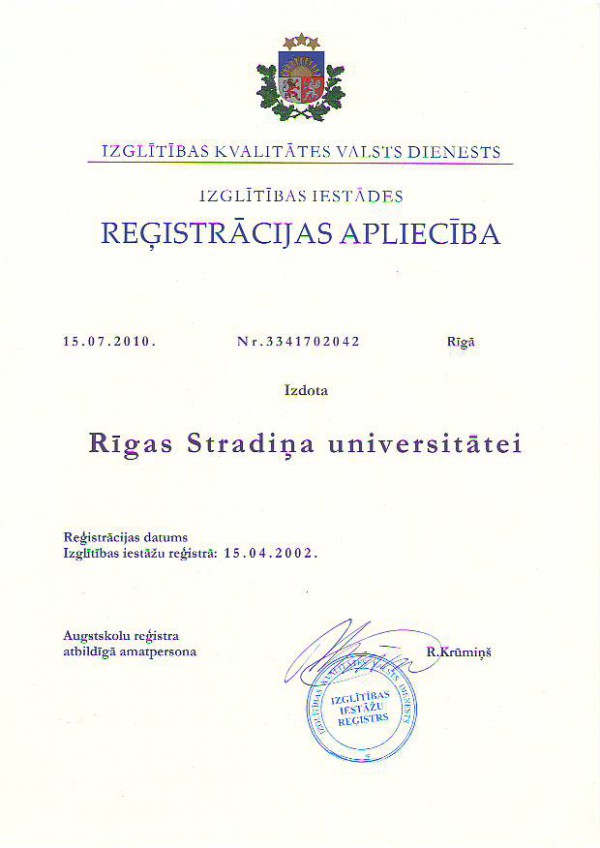 IZGLĪTĪBAS KVALITĀTES VALSTS DIENESTS
IZGLĪTĪBAS IESTĀDES
REĢISTRĀCIJAS APLIECĪBA
15.07.2010. Nr.3341702042 Rīgā
Izdota
Rīgas Stradiņa universitātei
Reģistrācijas datums
Izglītības iestāžu reģistrā: 15.04.2002.
Augstskolu reģistra
atbildīgā amatpersona R.Krūmiņš
IZGLĪTĪBAS KVALITĀTES VALSTS DIENESTS
IZGLĪTĪBAS
IESTĀŽU
REĢISTRS